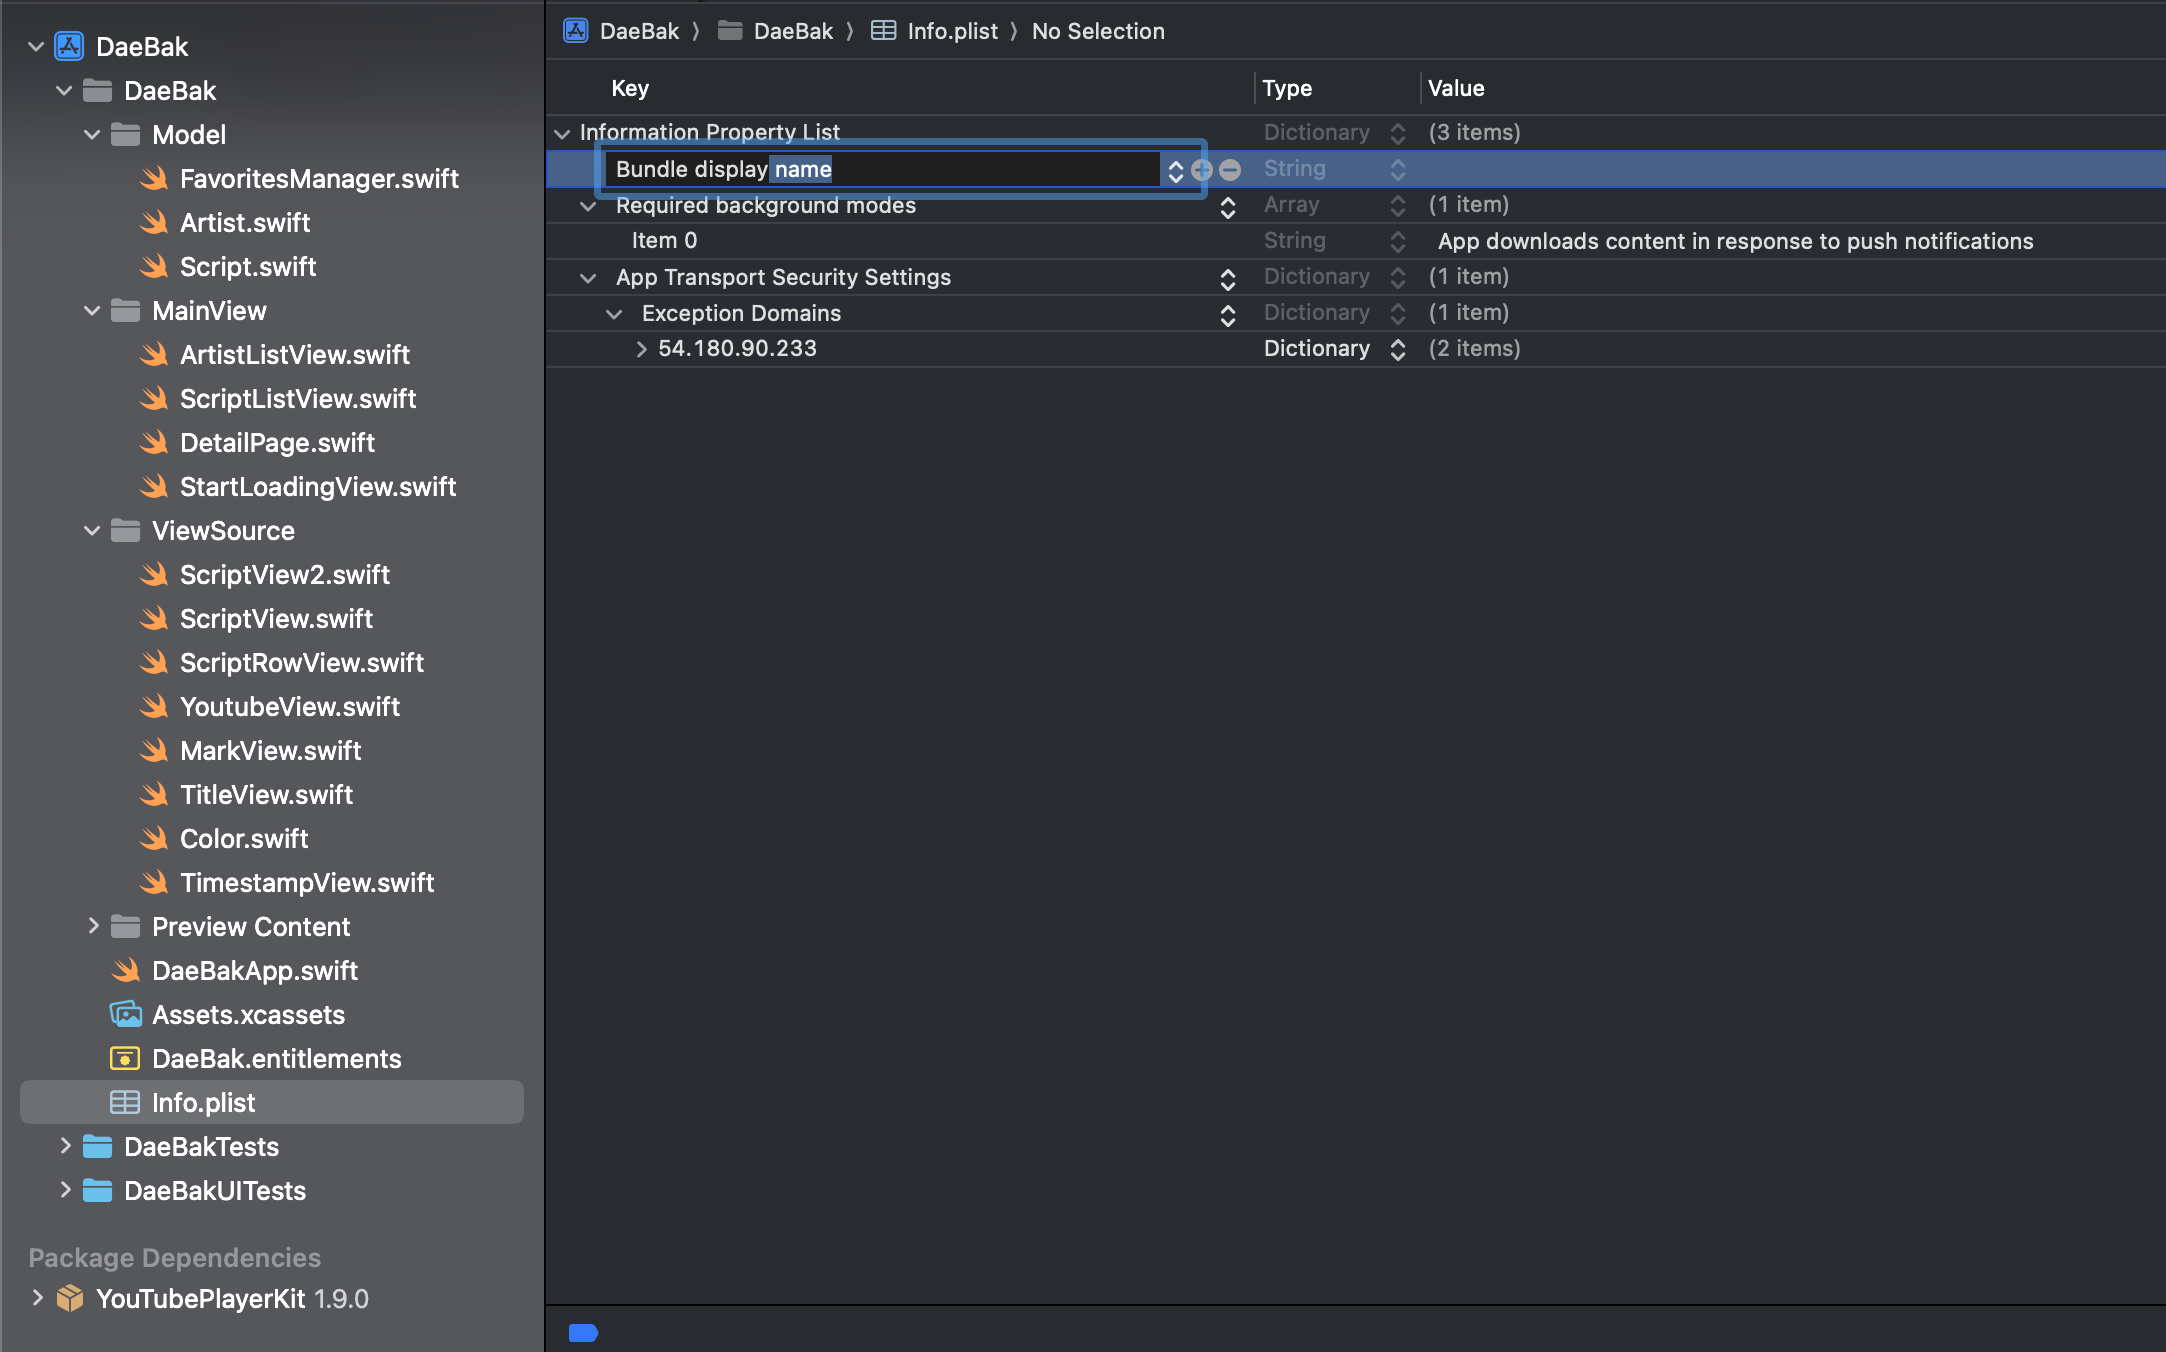 DaeBak
DaeBak
Model
FavoritesManager.swift
Artist.swift
Script.swift
MainView
ArtistListView.swift
ScriptListView.swift
DetailPage.swift
StartLoadingView.swift
ViewSource
ScriptView2.swift
ScriptView.swift
ScriptRowView.swift
YoutubeView.swift
MarkView.swift
TitleView.swift
Color.swift
TimestampView.swift
Preview Content
DaeBakApp.swift
Assets.xcassets
DaeBak.entitlements
Info.plist
DaeBakTests
DaeBakUITests
Package Dependencies
YouTubePlayerKit 1.9.0
DaeBak 〉 DaeBak 〉 Info.plist 〉 No Selection
Key Type Value
Information Property List Dictionary (3 items)
Bundle display name String
Required background modes Array (1 item)
Item 0 String App downloads content in response to push notifications
App Transport Security Settings Dictionary (1 item)
Exception Domains Dictionary (1 item)
54.180.90.233 Dictionary (2 items)